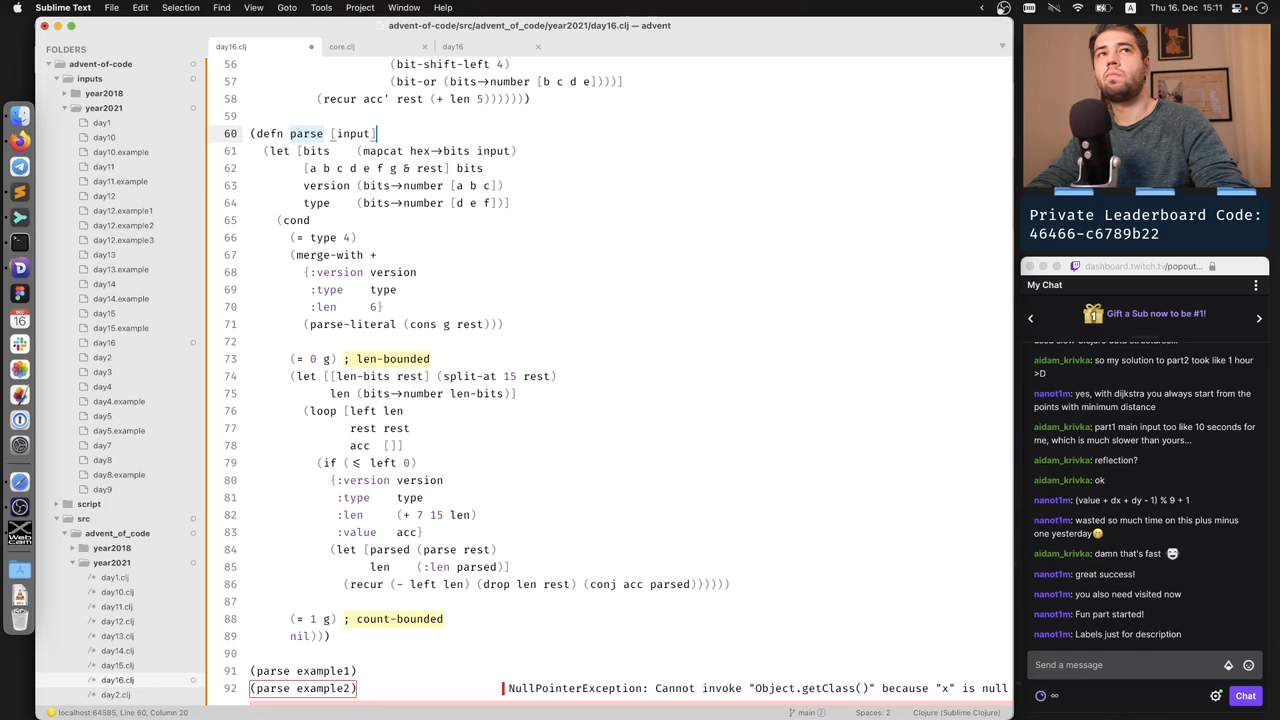 Sublime Text File Edit Selection Find View Goto Tools Project Window Help
Thu 16. Dec 15:11
advent-of-code/src/advent_of_code/year2021/day16.clj — advent
FOLDERS
advent-of-code
inputs
year2018
year2021
day1
day10
day10.example
day11
day11.example
day12
day12.example1
day12.example2
day12.example3
day13
day13.example
day14
day14.example
day15
day15.example
day16
day2
day3
day4
day4.example
day5
day5.example
day7
day8
day8.example
day9
script
src
advent_of_code
year2018
year2021
day1.clj
day10.clj
day11.clj
day12.clj
day13.clj
day14.clj
day15.clj
day16.clj
day2.clj
day16.clj core.clj day16
56 (bit-shift-left 4)
57 (bit-or (bits->number [b c d e]))]
58 (recur acc' rest (+ len 5)))))))
59
60 (defn parse [input]
61 (let [bits (mapcat hex->bits input)
62 [a b c d e f g & rest] bits
63 version (bits->number [a b c])
64 type (bits->number [d e f])]
65 (cond
66 (= type 4)
67 (merge-with +
68 {:version version
69 :type type
70 :len 6}
71 (parse-literal (cons g rest)))
72
73 (= 0 g) ; len-bounded
74 (let [[len-bits rest] (split-at 15 rest)
75 len (bits->number len-bits)]
76 (loop [left len
77 rest rest
78 acc []]
79 (if (<= left 0)
80 {:version version
81 :type type
82 :len (+ 7 15 len)
83 :value acc}
84 (let [parsed (parse rest)
85 len (:len parsed)]
86 (recur (- left len) (drop len rest) (conj acc parsed))))))
87
88 (= 1 g) ; count-bounded
89 nil)))
90
91 (parse example1)
92 (parse example2) NullPointerException: Cannot invoke "Object.getClass()" because "x" is null
localhost:64585, Line 60, Column 20 main 2 Spaces: 2 Clojure (Sublime Clojure)
Private Leaderboard Code:
46466-c6789b22
dashboard.twitch.tv/popout...
My Chat
Gift a Sub now to be #1!
aidam_krivka: so my solution to part2 took like 1 hour
>D
nanot1m: yes, with dijkstra you always start from the
points with minimum distance
aidam_krivka: part1 main input too like 10 seconds for
me, which is much slower than yours...
aidam_krivka: reflection?
aidam_krivka: ok
nanot1m: (value + dx + dy - 1) % 9 + 1
nanot1m: wasted so much time on this plus minus
one yesterday
aidam_krivka: damn that's fast
nanot1m: great success!
nanot1m: you also need visited now
nanot1m: Fun part started!
nanot1m: Labels just for description
Send a message
Chat